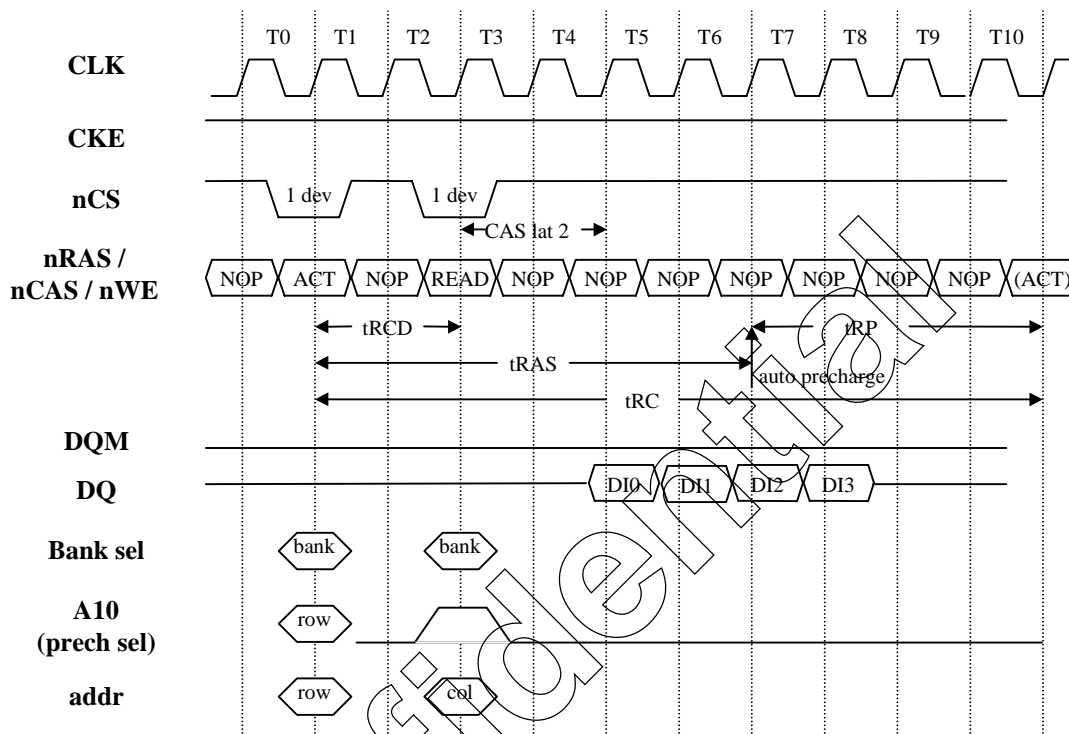 T0 T1 T2 T3 T4 T5 T6 T7 T8 T9 T10
CLK
CKE
nCS
1 dev 1 dev
CAS lat 2
nRAS /
nCAS / nWE
NOP ACT NOP READ NOP NOP NOP NOP NOP NOP NOP (ACT)
tRCD tRP
tRAS
auto precharge
tRC
DQM
DQ
DI0 DI1 DI2 DI3
Bank sel
bank bank
A10
(prech sel)
row
addr
row col
fidential